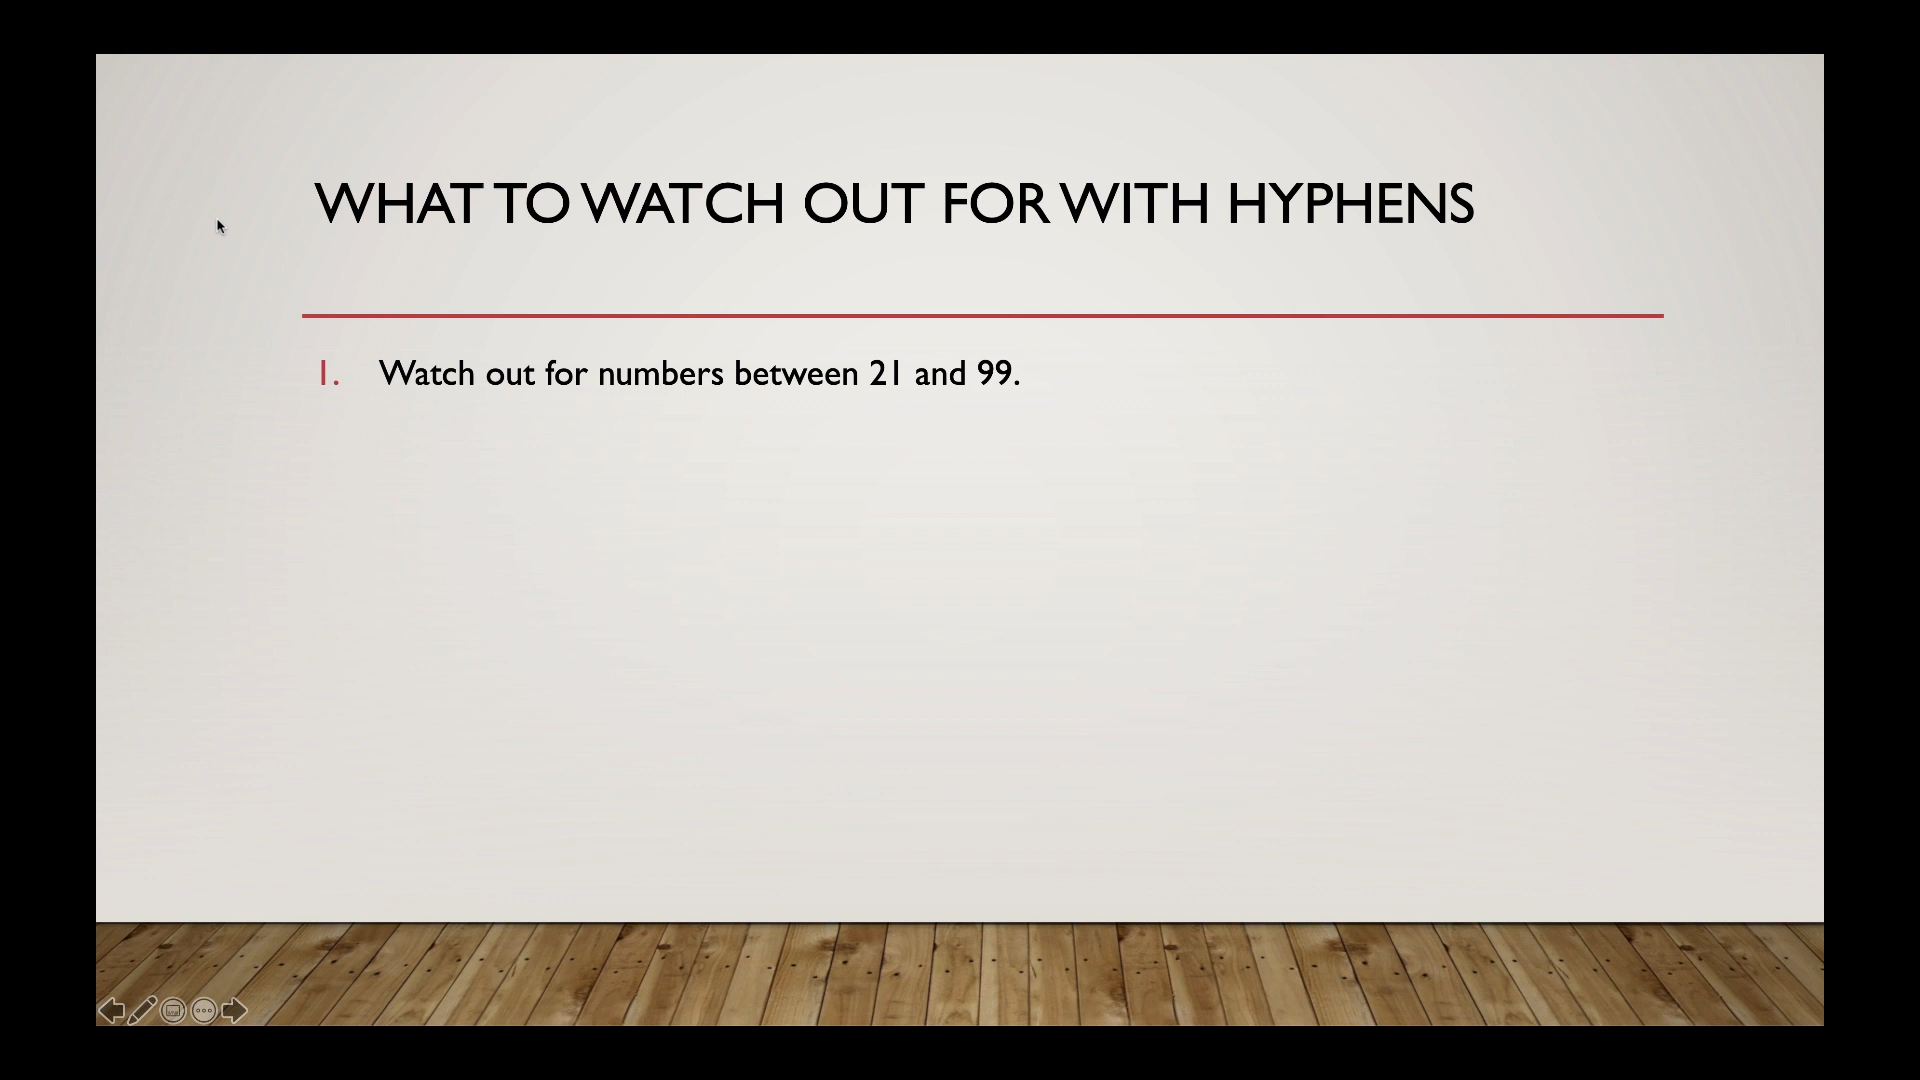 WHAT TO WATCH OUT FOR WITH HYPHENS
1. Watch out for numbers between 21 and 99.